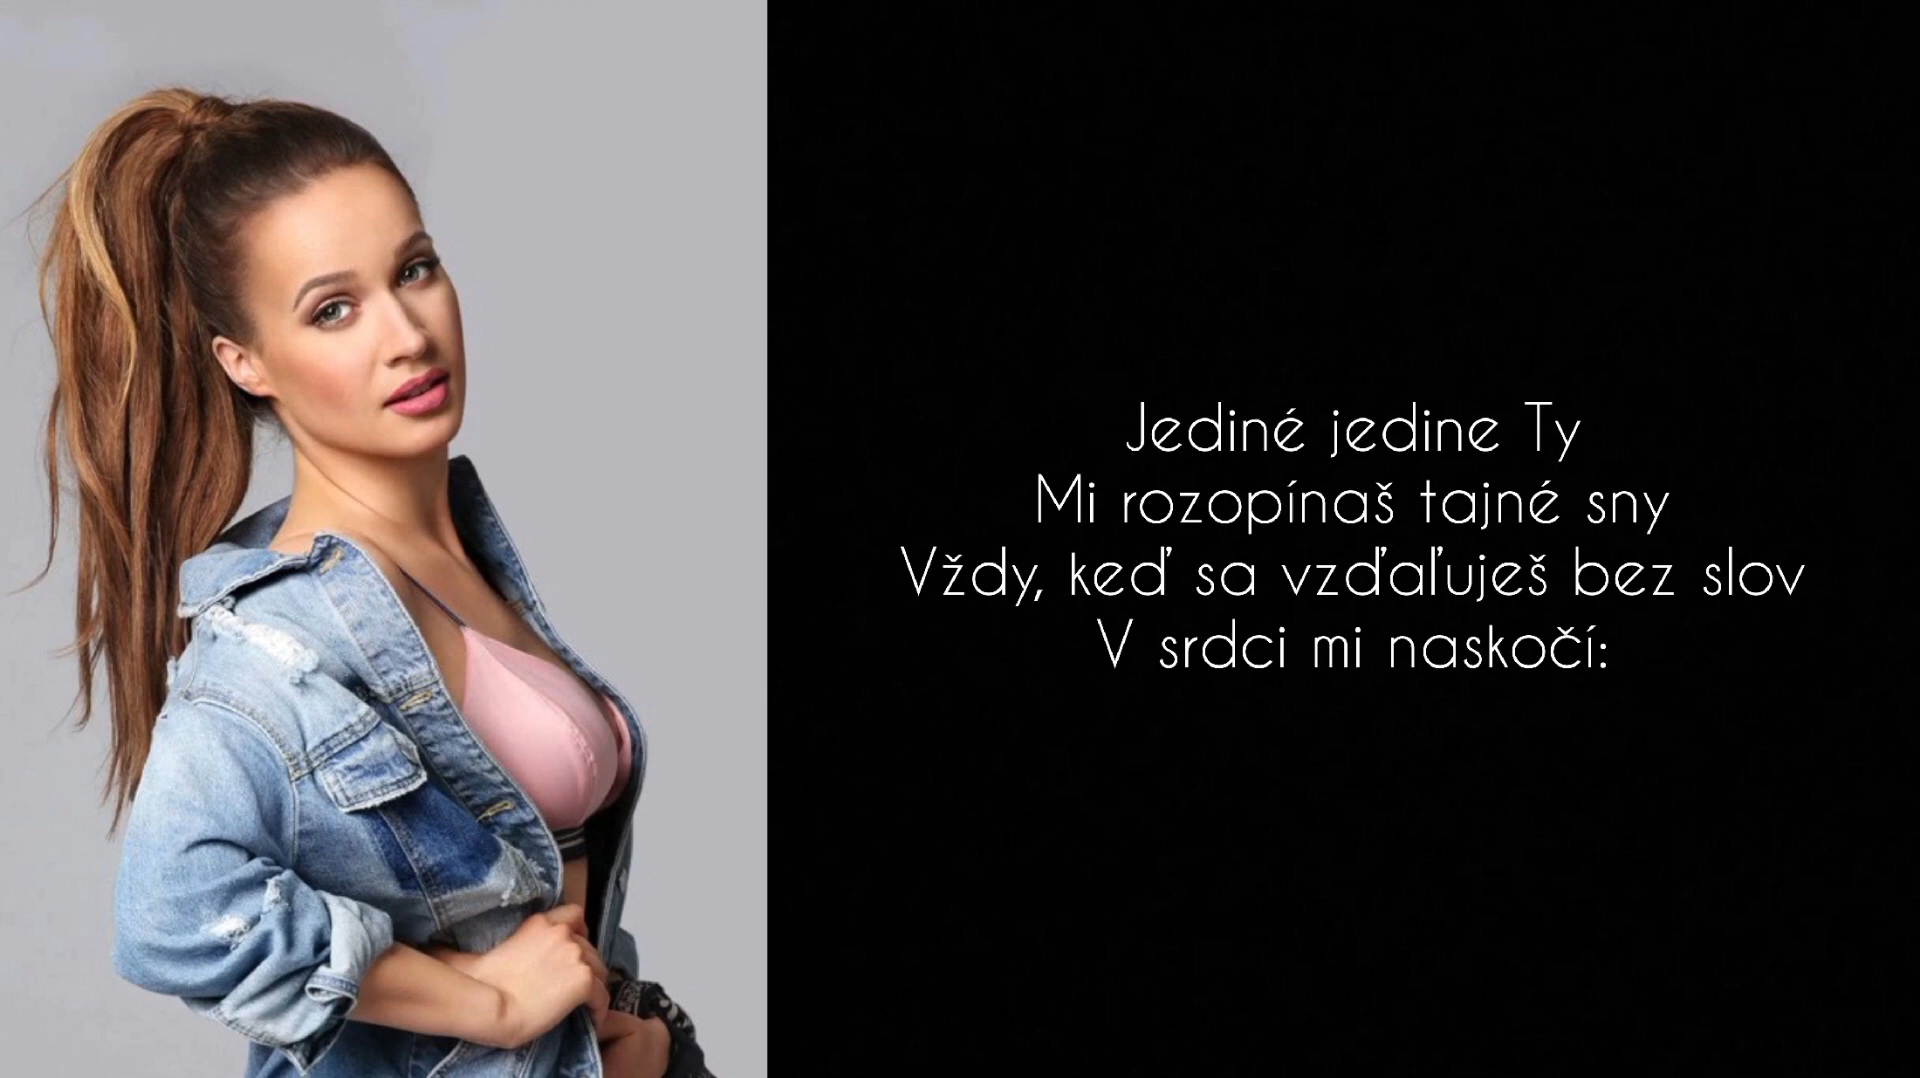 Jediné jedine Ty
Mi rozopínaš tajné sny
Vždy, keď sa vzďaľuješ bez slov
V srdci mi naskočí: